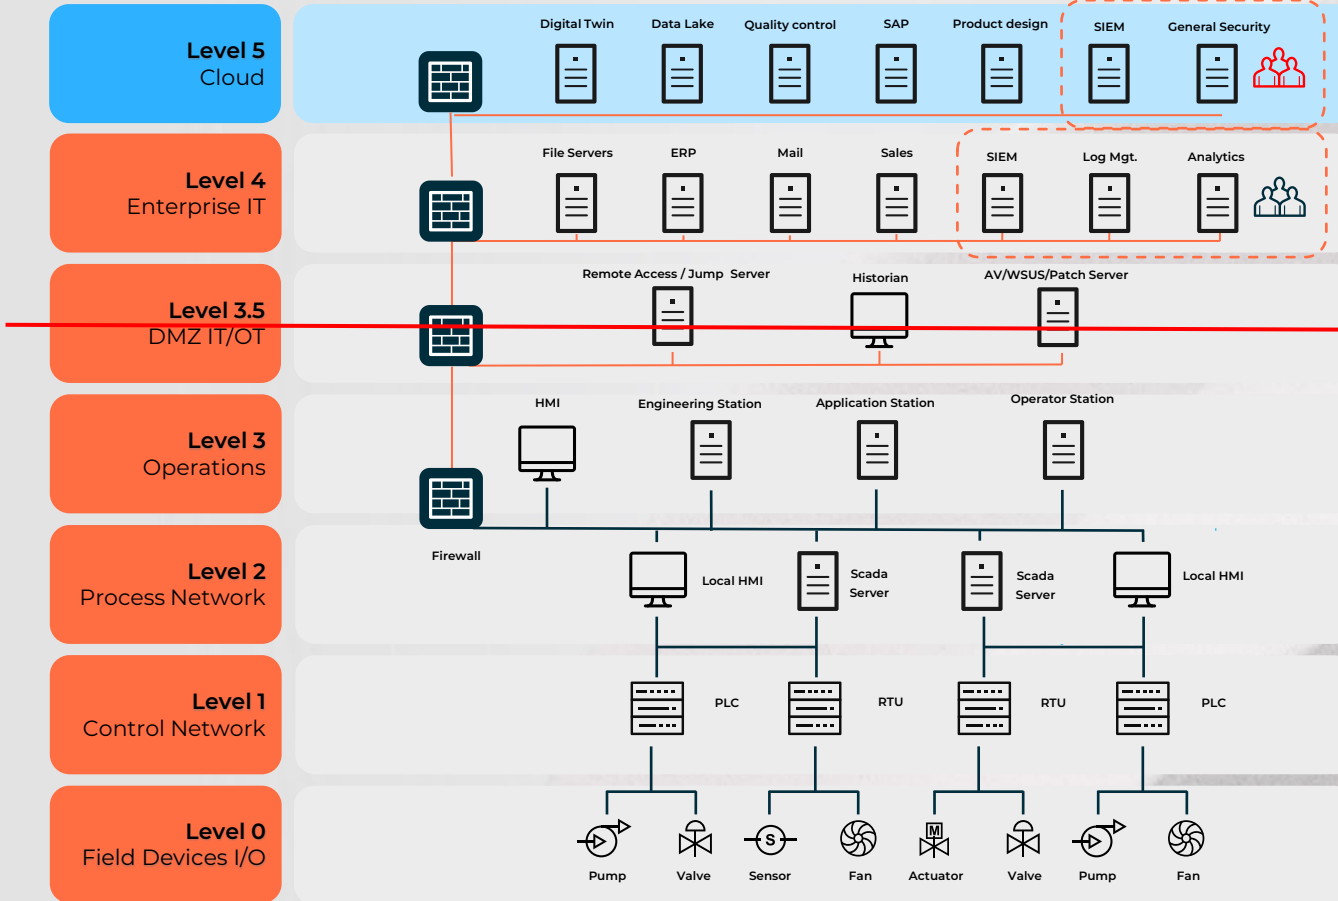 Level 5
Cloud
Digital Twin
Data Lake
Quality control
SAP
Product design
SIEM
General Security
Level 4
Enterprise IT
File Servers
ERP
Mail
Sales
SIEM
Log Mgt.
Analytics
Level 3.5
DMZ IT/OT
Remote Access / Jump Server
Historian
AV/WSUS/Patch Server
Level 3
Operations
HMI
Engineering Station
Application Station
Operator Station
Firewall
Level 2
Process Network
Local HMI
Scada
Server
Scada
Server
Local HMI
Level 1
Control Network
PLC
RTU
RTU
PLC
Level 0
Field Devices I/O
S
M
Pump
Valve
Sensor
Fan
Actuator
Valve
Pump
Fan